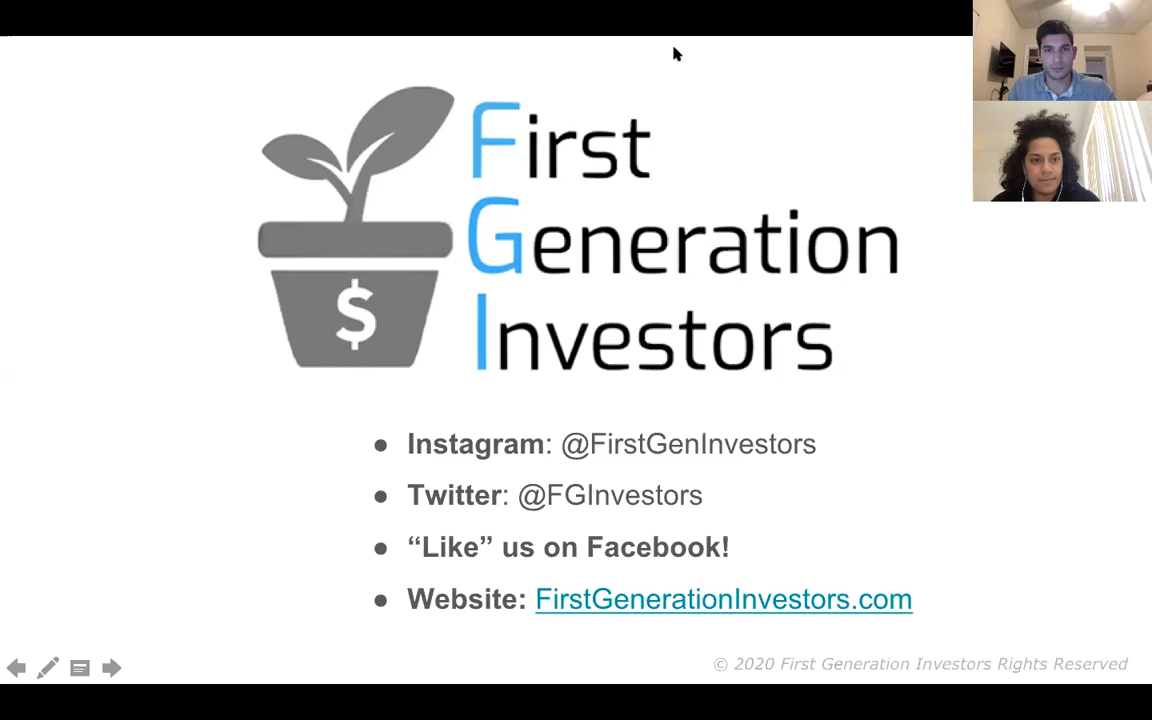 First
Generation
$
Investors
● Instagram: @FirstGenInvestors
● Twitter: @FGInvestors
● “Like” us on Facebook!
● Website: FirstGenerationInvestors.com
© 2020 First Generation Investors Rights Reserved